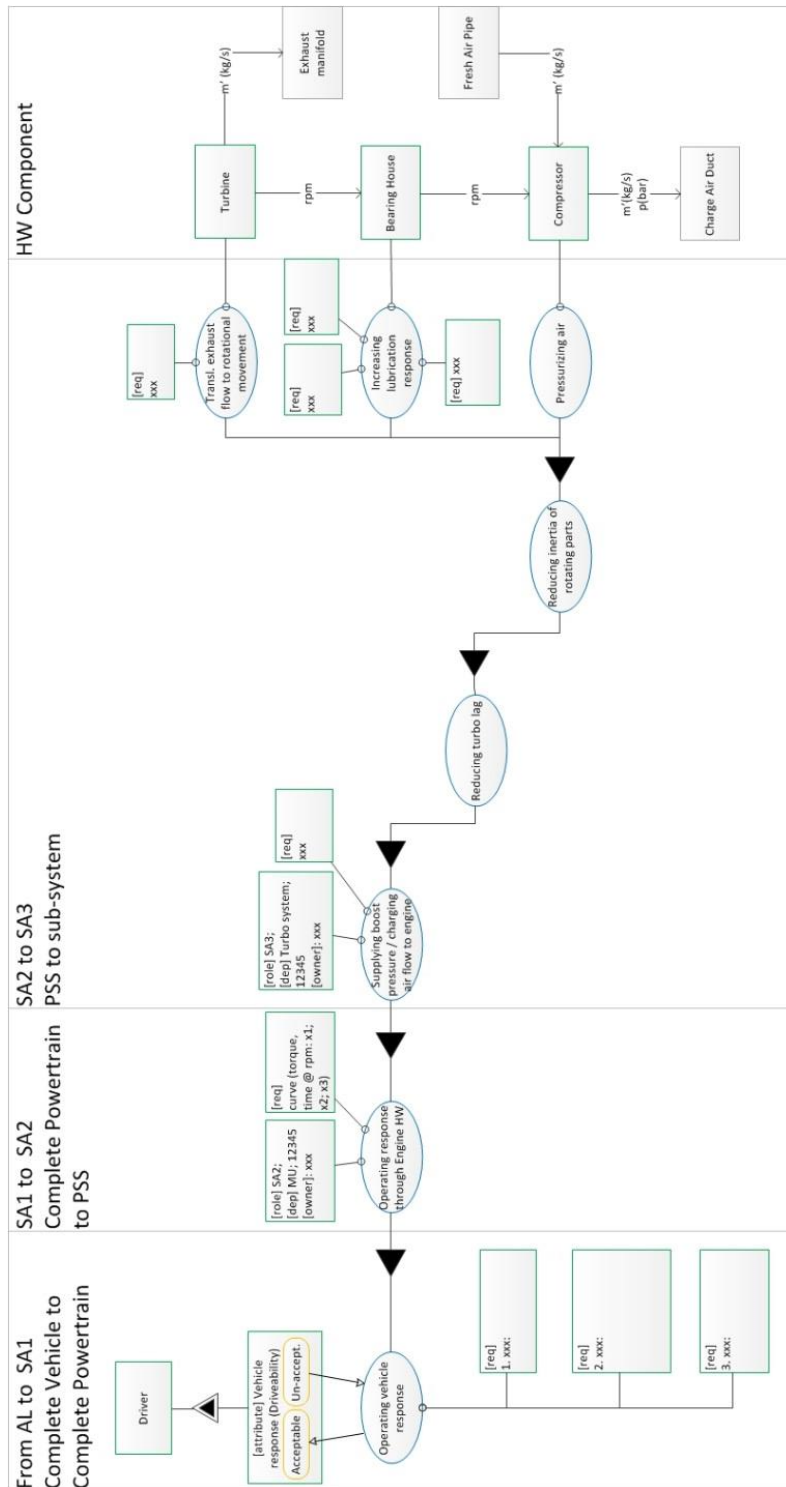 From AL to SA1
Complete Vehicle to
Complete Powertrain
Driver
[attribute] Vehicle
response (Driveability)
Acceptable
Un-accept.
Operating vehicle
response
[req]
1. xxx:
[req]
2. xxx:
[req]
3. xxx:
SA1 to SA2
Complete Powertrain
to PSS
[role] SA2;
[dep] MU; 12345
[owner]: xxx
[req]
curve (torque,
time @ rpm: x1;
x2; x3)
Operating response
through Engine HW
SA2 to SA3
PSS to sub-system
[role] SA3;
[dep] Turbo system;
12345
[owner]: xxx
[req]
xxx
Supplying boost
pressure / charging
air flow to engine
Reducing turbo lag
Reducing inertia of
rotating parts
[req]
xxx
Transl. exhaust
flow to rotational
movement
[req]
xxx
[req]
xxx
Increasing
lubrication
response
[req] xxx
Pressurizing air
HW Component
Turbine
m' (kg/s)
Exhaust
manifold
rpm
Bearing House
rpm
Fresh Air Pipe
m' (kg/s)
Compressor
m'(kg/s)
p(bar)
Charge Air Duct